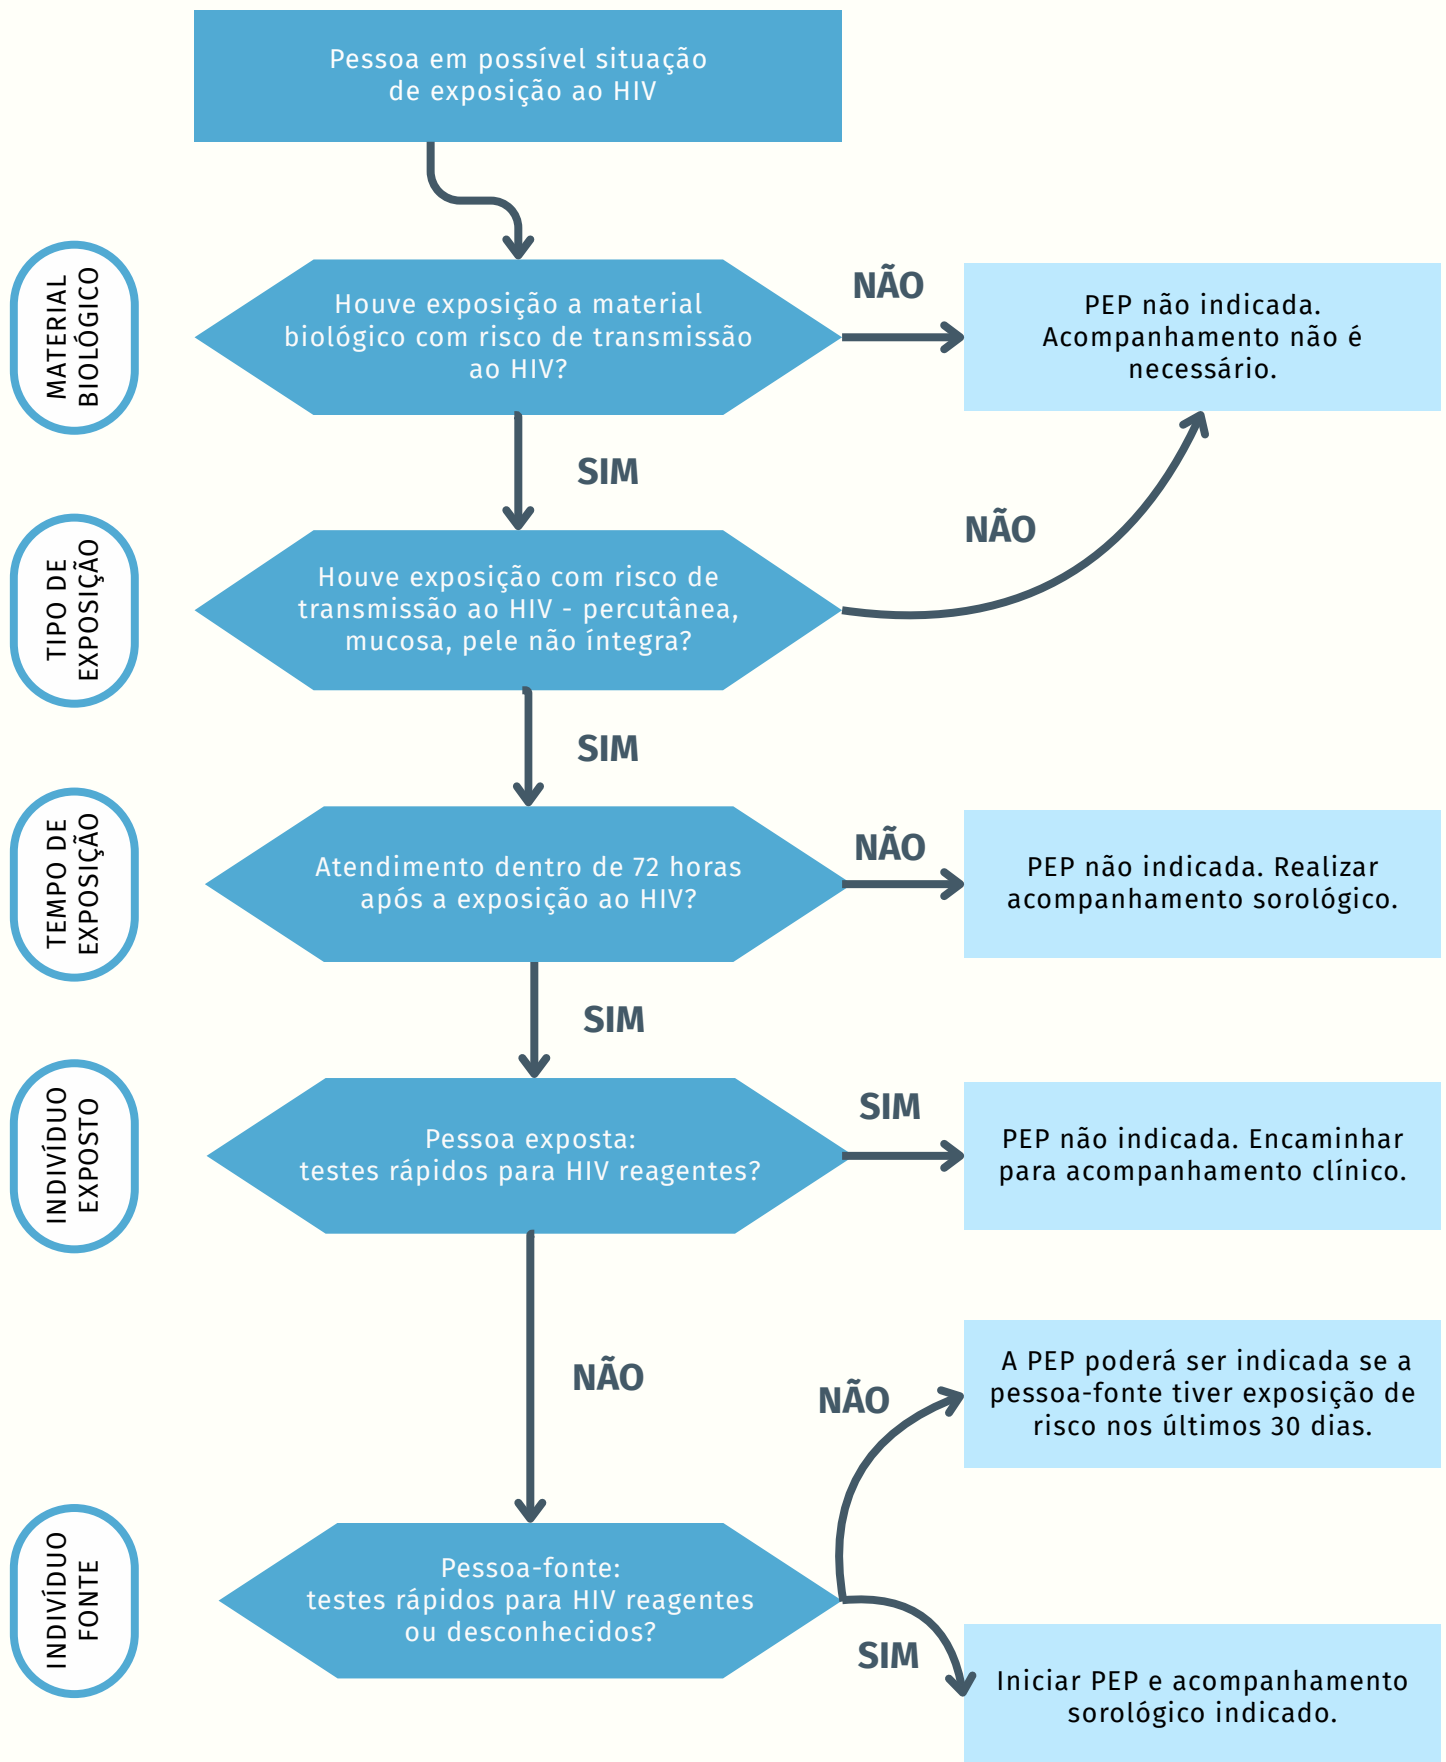 Pessoa em possível situação
de exposição ao HIV
MATERIAL
BIOLÓGICO
Houve exposição a material
biológico com risco de transmissão
ao HIV?
NÃO
PEP não indicada.
Acompanhamento não é
necessário.
SIM
NÃO
TIPO DE
EXPOSIÇÃO
Houve exposição com risco de
transmissão ao HIV - percutânea,
mucosa, pele não íntegra?
SIM
TEMPO DE
EXPOSIÇÃO
Atendimento dentro de 72 horas
após a exposição ao HIV?
NÃO
PEP não indicada. Realizar
acompanhamento sorológico.
SIM
INDIVÍDUO
EXPOSTO
Pessoa exposta:
testes rápidos para HIV reagentes?
SIM
PEP não indicada. Encaminhar
para acompanhamento clínico.
NÃO
NÃO
A PEP poderá ser indicada se a
pessoa-fonte tiver exposição de
risco nos últimos 30 dias.
INDIVÍDUO
FONTE
Pessoa-fonte:
testes rápidos para HIV reagentes
ou desconhecidos?
SIM
Iniciar PEP e acompanhamento
sorológico indicado.